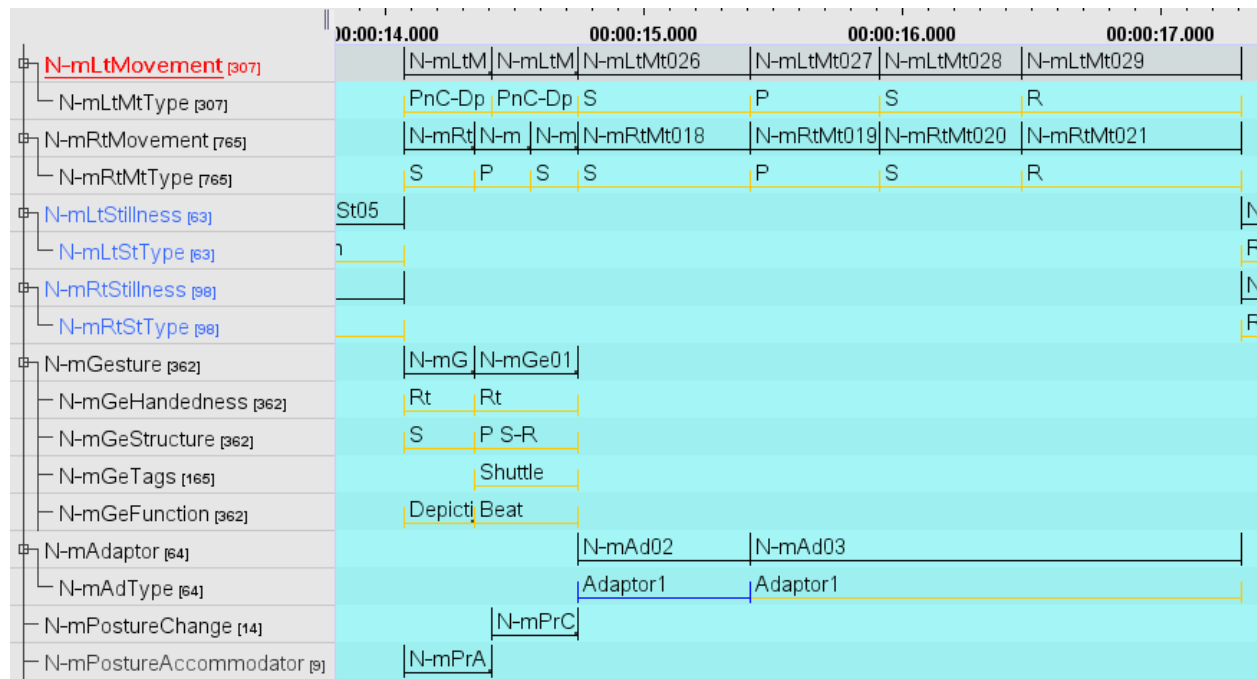 00:00:14.000 00:00:15.000 00:00:16.000 00:00:17.000
N-mLtMovement [307] N-mLtM N-mLtM N-mLtMt026 N-mLtMt027 N-mLtMt028 N-mLtMt029
N-mLtMtType [307] PnC-Dp PnC-Dp S P S R
N-mRtMovement [765] N-mRt N-m N-m N-mRtMt018 N-mRtMt019 N-mRtMt020 N-mRtMt021
N-mRtMtType [765] S P S S P S R
N-mLtStillness [63] St05 N
N-mLtStType [63] n R
N-mRtStillness [98] N
N-mRtStType [98] R
N-mGesture [362] N-mG N-mGe01
N-mGeHandedness [362] Rt Rt
N-mGeStructure [362] S P S-R
N-mGeTags [165] Shuttle
N-mGeFunction [362] Depicti Beat
N-mAdaptor [64] N-mAd02 N-mAd03
N-mAdType [64] Adaptor1 Adaptor1
N-mPostureChange [14] N-mPrC
N-mPostureAccommodator [9] N-mPrA